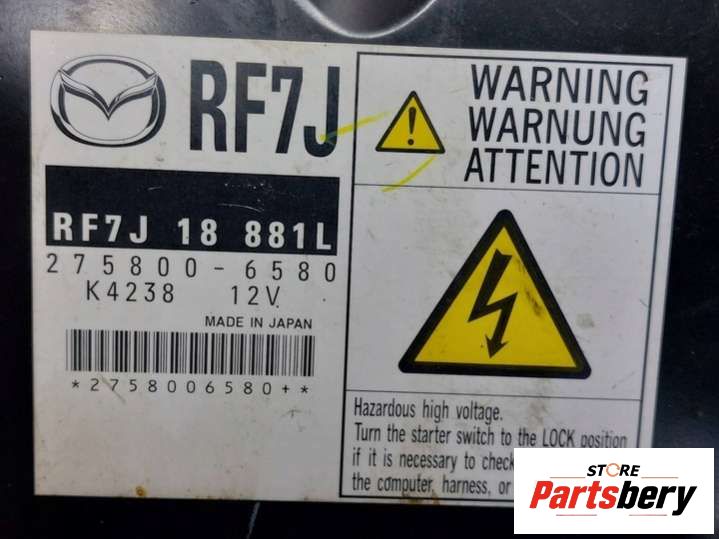 RF7J
RF7J 18 881L
275800-6580
K4238 12V.
MADE IN JAPAN
*2758006580+*
WARNING
WARNUNG
ATTENTION
Hazardous high voltage.
Turn the starter switch to the LOCK position
if it is necessary to check
the computer, harness, or
STORE
Partsbery